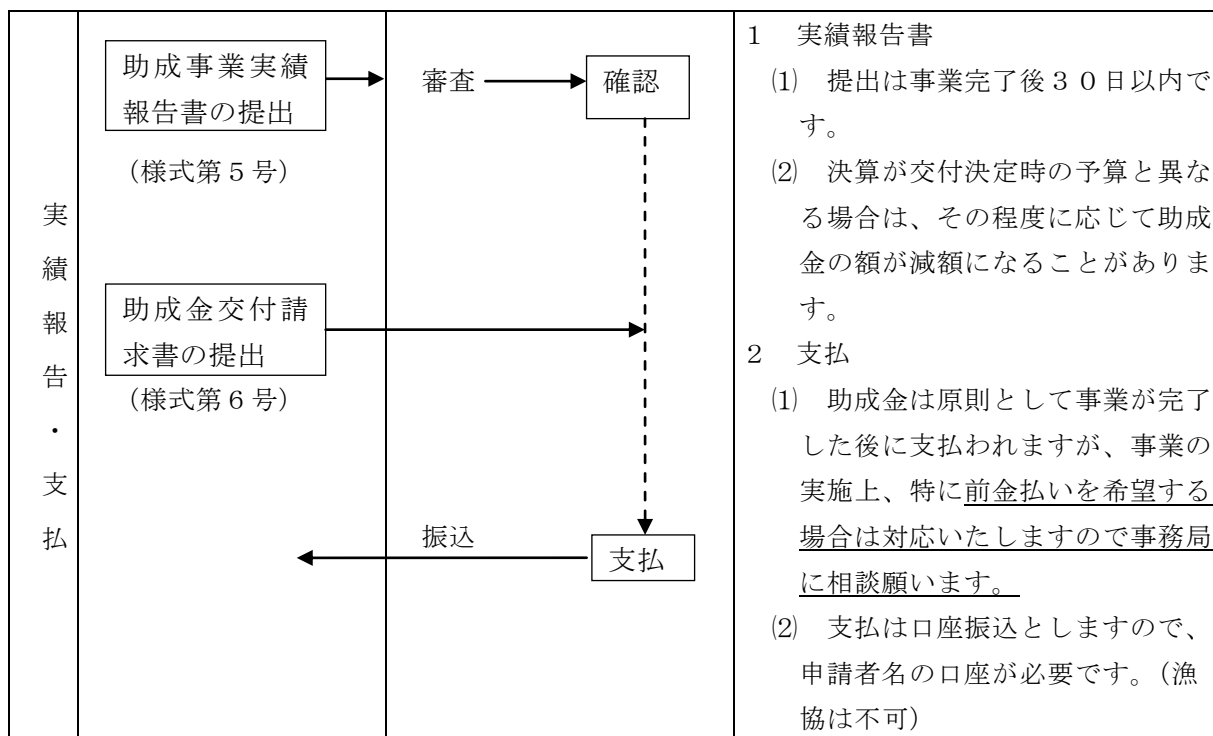 実績報告・支払
助成事業実績
報告書の提出
(様式第5号)
審査
確認
助成金交付請
求書の提出
(様式第6号)
振込
支払
1 実績報告書
⑴ 提出は事業完了後30日以内で
す。
⑵ 決算が交付決定時の予算と異な
る場合は、その程度に応じて助成
金の額が減額になることがありま
す。
2 支払
⑴ 助成金は原則として事業が完了
した後に支払われますが、事業の
実施上、特に前金払いを希望する
場合は対応いたしますので事務局
に相談願います。
⑵ 支払は口座振込としますので、
申請者名の口座が必要です。(漁
協は不可)